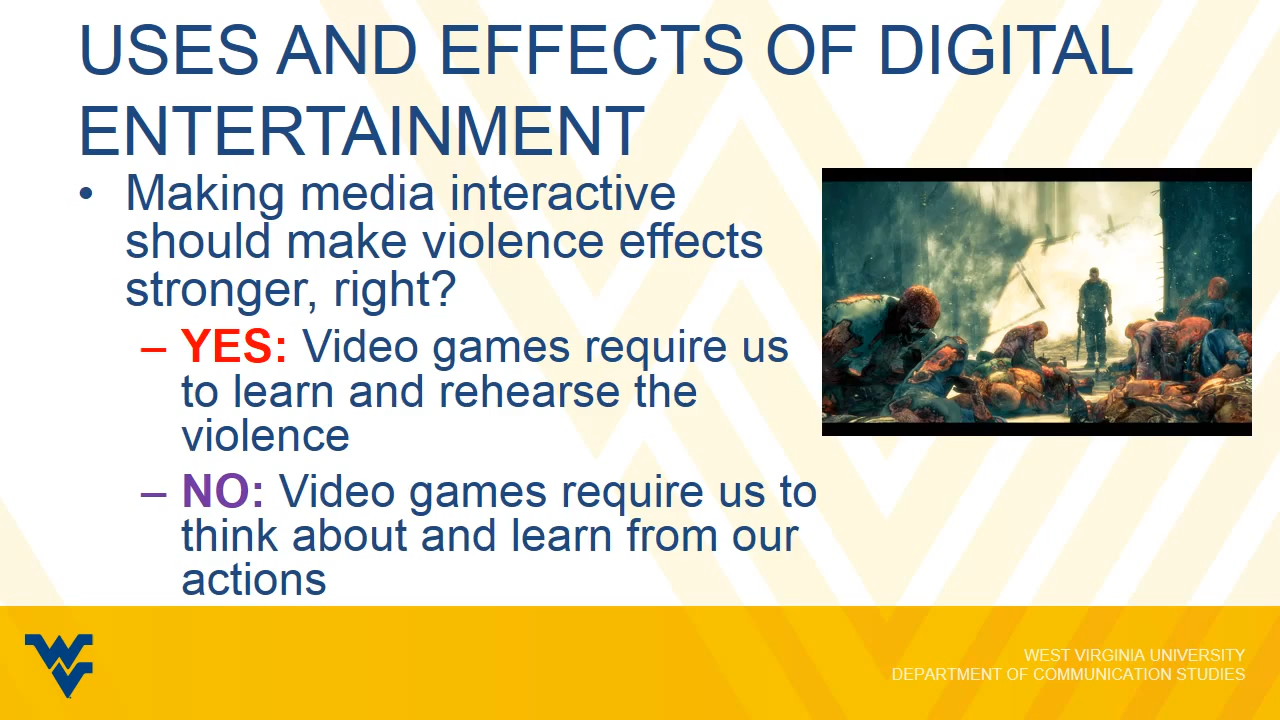 USES AND EFFECTS OF DIGITAL
ENTERTAINMENT
• Making media interactive
should make violence effects
stronger, right?
– YES: Video games require us
to learn and rehearse the
violence
– NO: Video games require us to
think about and learn from our
actions
WEST VIRGINIA UNIVERSITY
DEPARTMENT OF COMMUNICATION STUDIES